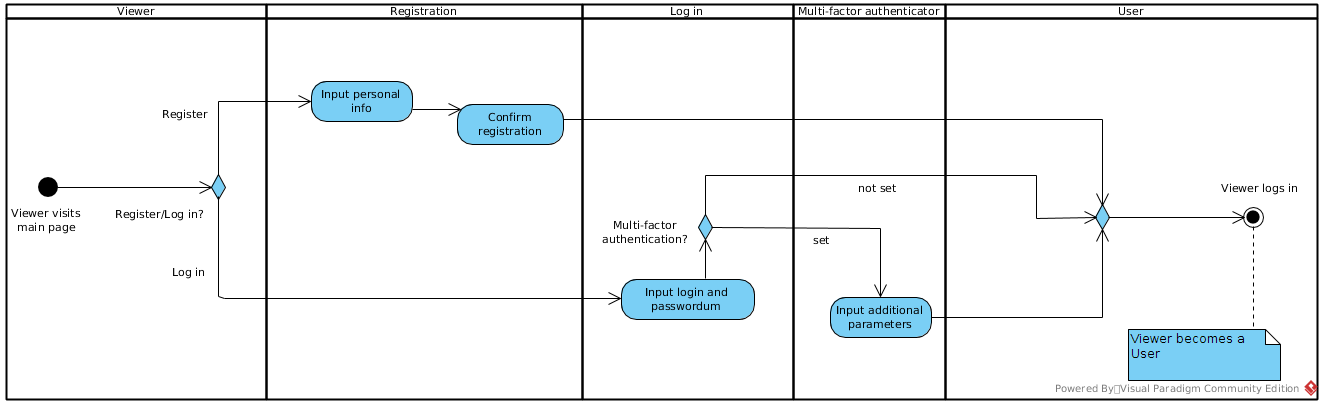 Viewer
Registration
Log in
Multi-factor authenticator
User
Register
Input personal
info
Confirm
registration
Viewer visits
main page
Register/Log in?
not set
Viewer logs in
Multi-factor
authentication?
set
Log in
Input login and
passwordum
Input additional
parameters
Viewer becomes a
User
Powered By▯Visual Paradigm Community Edition